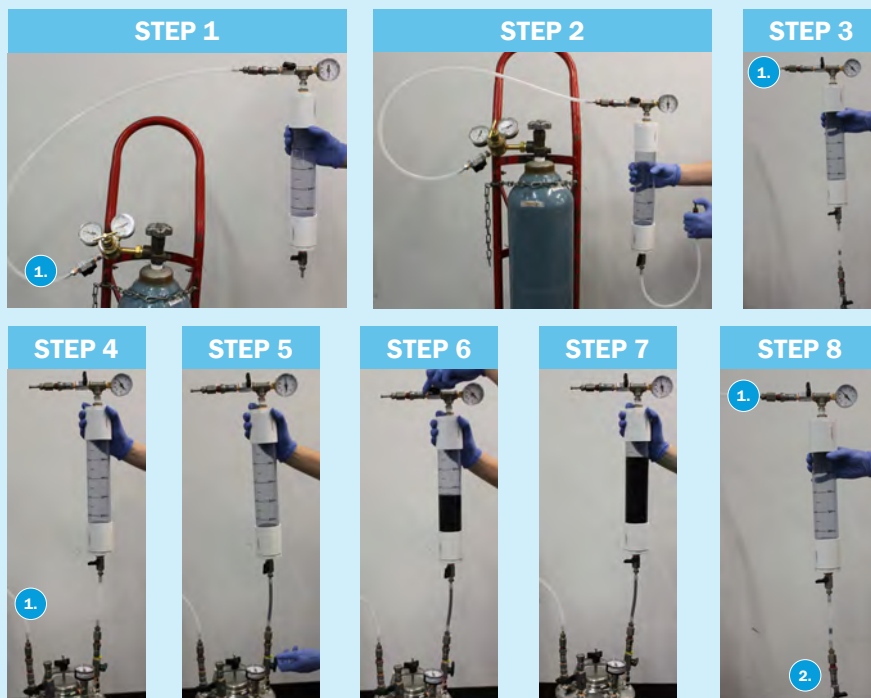 STEP 1
STEP 2
STEP 3
1.
1.
STEP 4
STEP 5
STEP 6
STEP 7
STEP 8
1.
1.
2.